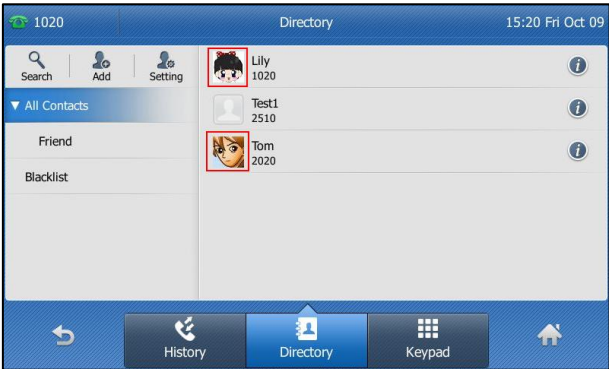 1020 Directory 15:20 Fri Oct 09
Search Add Setting
All Contacts
Friend
Blacklist
Lily
1020
Test1
2510
Tom
2020
History Directory Keypad